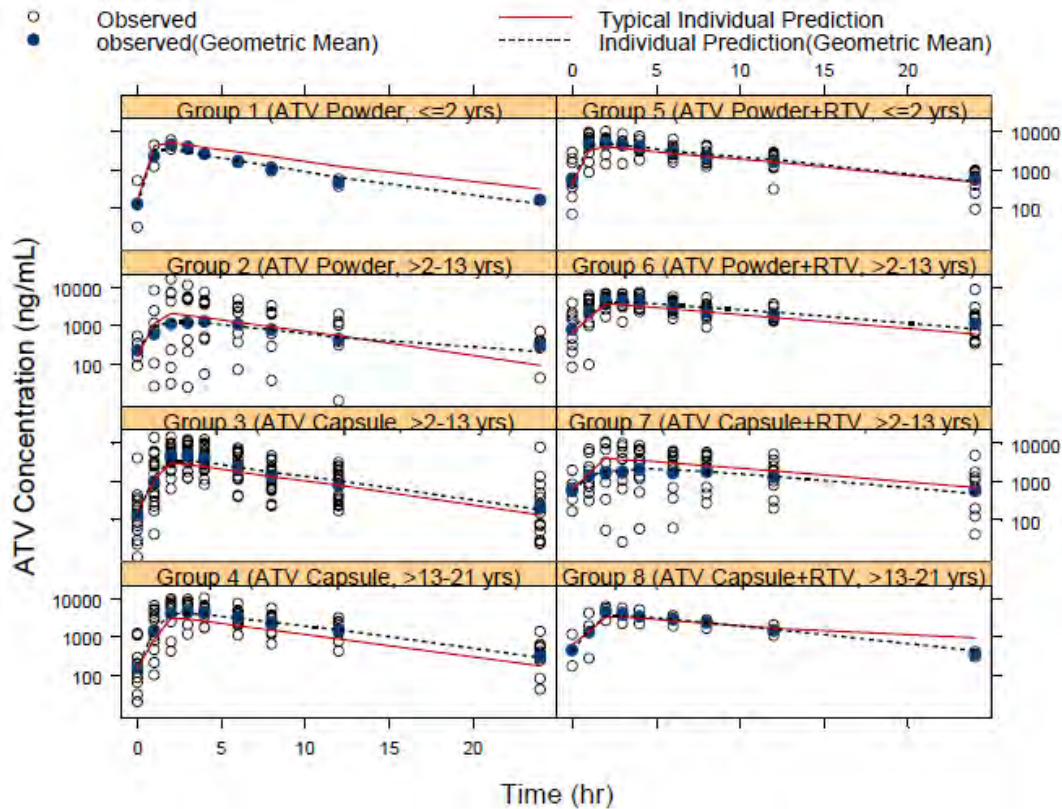 Observed
observed(Geometric Mean)
Typical Individual Prediction
Individual Prediction(Geometric Mean)
0 5 10 15 20
Group 1 (ATV Powder, <=2 yrs)
Group 5 (ATV Powder+RTV, <=2 yrs)
10000
1000
100
Group 2 (ATV Powder, >2-13 yrs)
Group 6 (ATV Powder+RTV, >2-13 yrs)
10000
1000
100
Group 3 (ATV Capsule, >2-13 yrs)
Group 7 (ATV Capsule+RTV, >2-13 yrs)
10000
1000
100
Group 4 (ATV Capsule, >13-21 yrs)
Group 8 (ATV Capsule+RTV, >13-21 yrs)
10000
1000
100
ATV Concentration (ng/mL)
0 5 10 15 20
Time (hr)